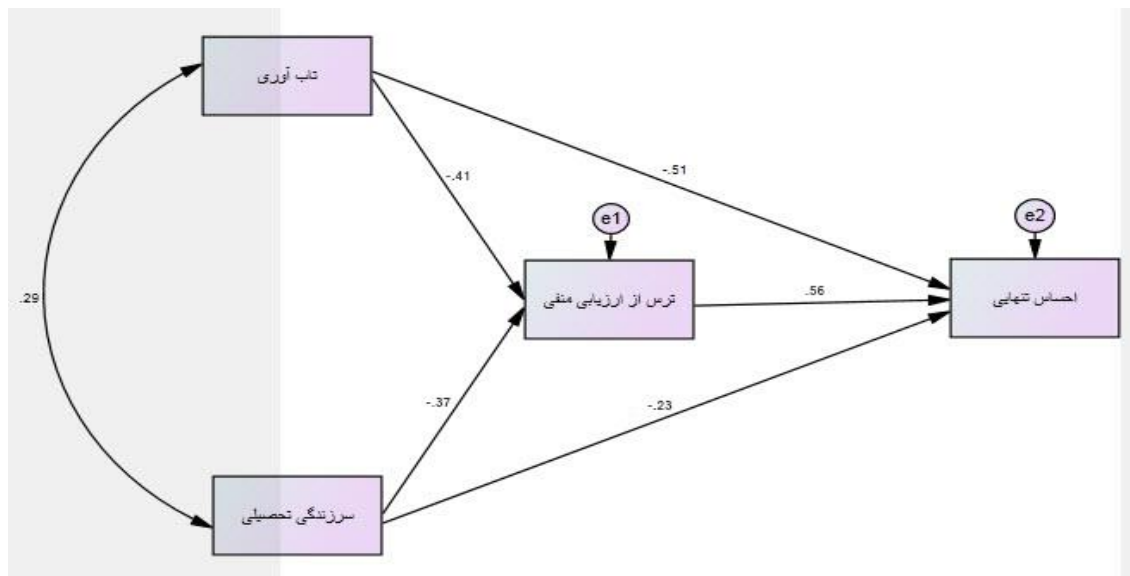 تاب آوری
-.51
-.41
e1
e2
.29
ترس از ارزیابی منفی
.56
احساس تنهایی
-.37
-.23
سرزندگی تحصیلی